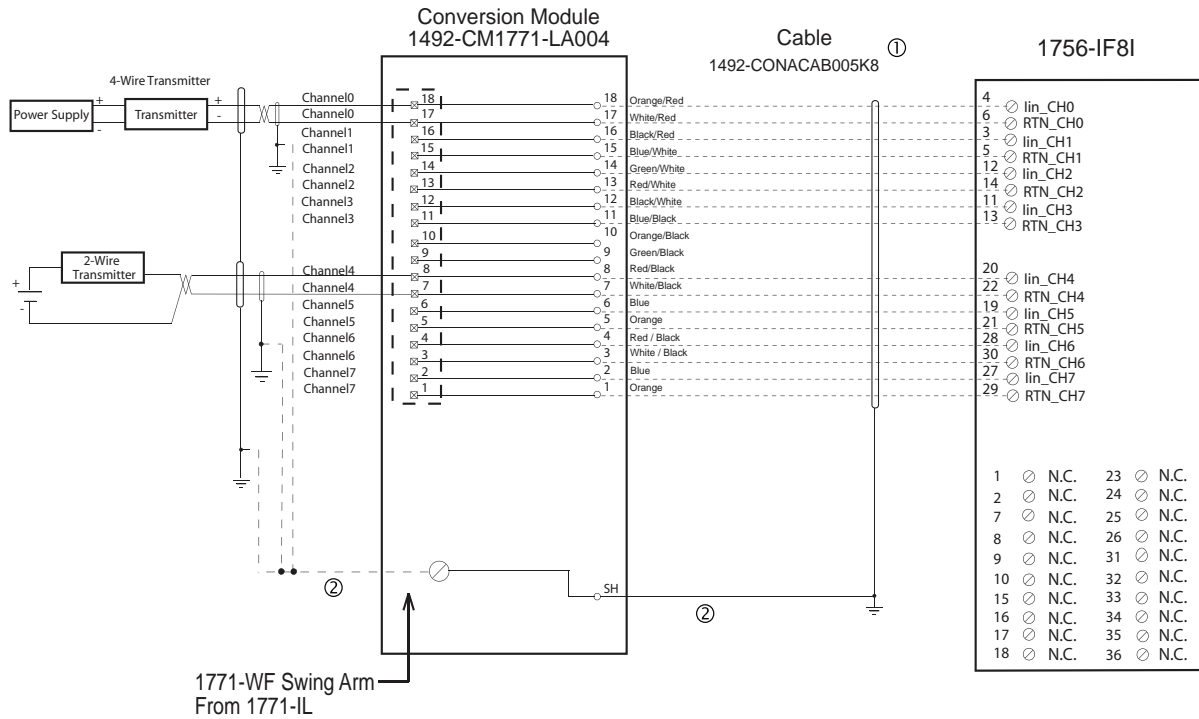 Conversion Module
1492-CM1771-LA004
Cable ①
1492-CONACAB005K8
1756-IF8I
4-Wire Transmitter
Power Supply + - Transmitter + -
Channel0 18 18 Orange/Red 4 Iin_CH0
Channel0 17 17 White/Red 6 RTN_CH0
Channel1 16 16 Black/Red 3 Iin_CH1
Channel1 15 15 Blue/White 5 RTN_CH1
Channel2 14 14 Green/White 12 Iin_CH2
Channel2 13 13 Red/White 14 RTN_CH2
Channel3 12 12 Black/White 11 Iin_CH3
Channel3 11 11 Blue/Black 13 RTN_CH3
10 10 Orange/Black
9 9 Green/Black
2-Wire
Transmitter
+ -
Channel4 8 8 Red/Black 20 Iin_CH4
Channel4 7 7 White/Black 22 RTN_CH4
Channel5 6 6 Blue 19 Iin_CH5
Channel5 5 5 Orange 21 RTN_CH5
Channel6 4 4 Red / Black 28 Iin_CH6
Channel6 3 3 White / Black 30 RTN_CH6
Channel7 2 2 Blue 27 Iin_CH7
Channel7 1 1 Orange 29 RTN_CH7
1 N.C. 23 N.C.
2 N.C. 24 N.C.
7 N.C. 25 N.C.
8 N.C. 26 N.C.
9 N.C. 31 N.C.
10 N.C. 32 N.C.
15 N.C. 33 N.C.
16 N.C. 34 N.C.
17 N.C. 35 N.C.
18 N.C. 36 N.C.
② SH ②
1771-WF Swing Arm
From 1771-IL